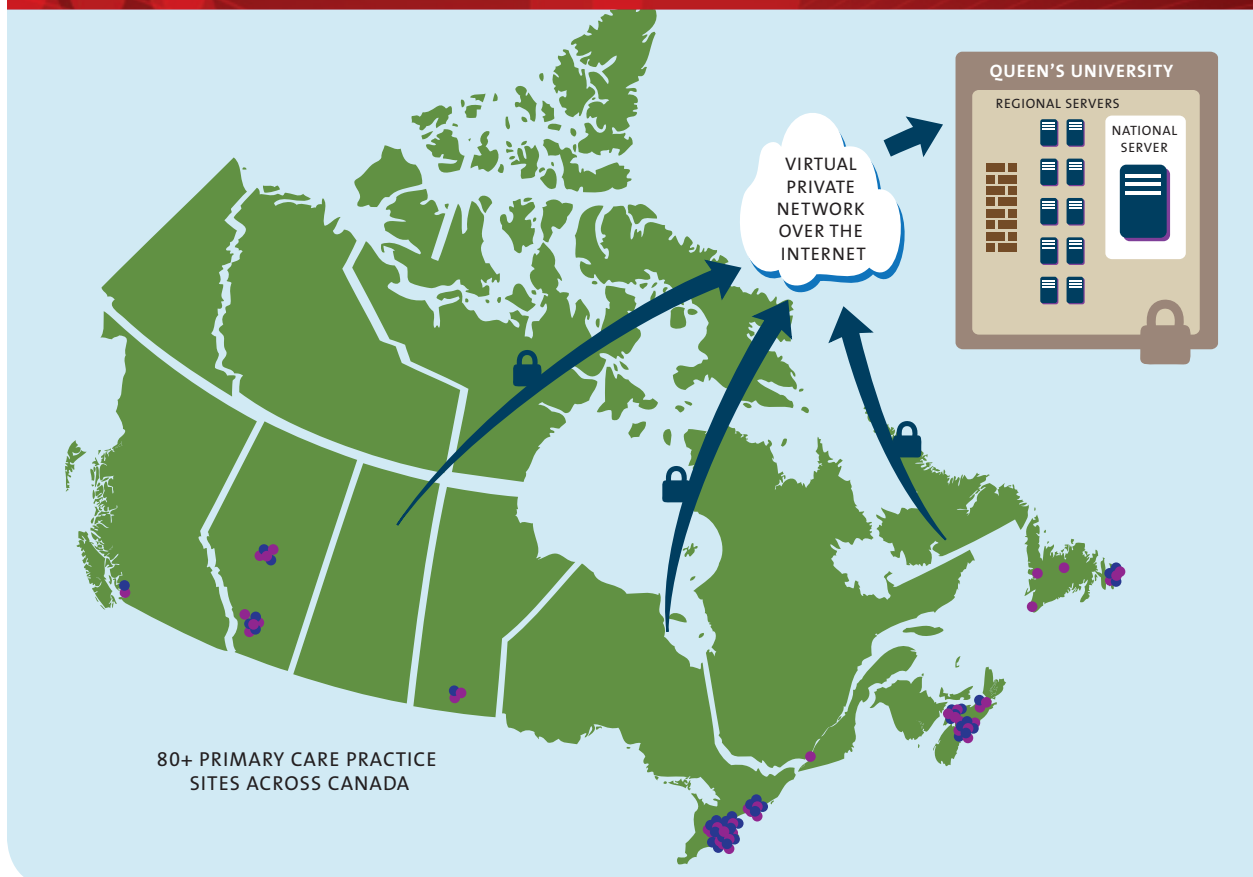 QUEEN'S UNIVERSITY
REGIONAL SERVERS
NATIONAL
SERVER
VIRTUAL
PRIVATE
NETWORK
OVER THE
INTERNET
80+ PRIMARY CARE PRACTICE
SITES ACROSS CANADA